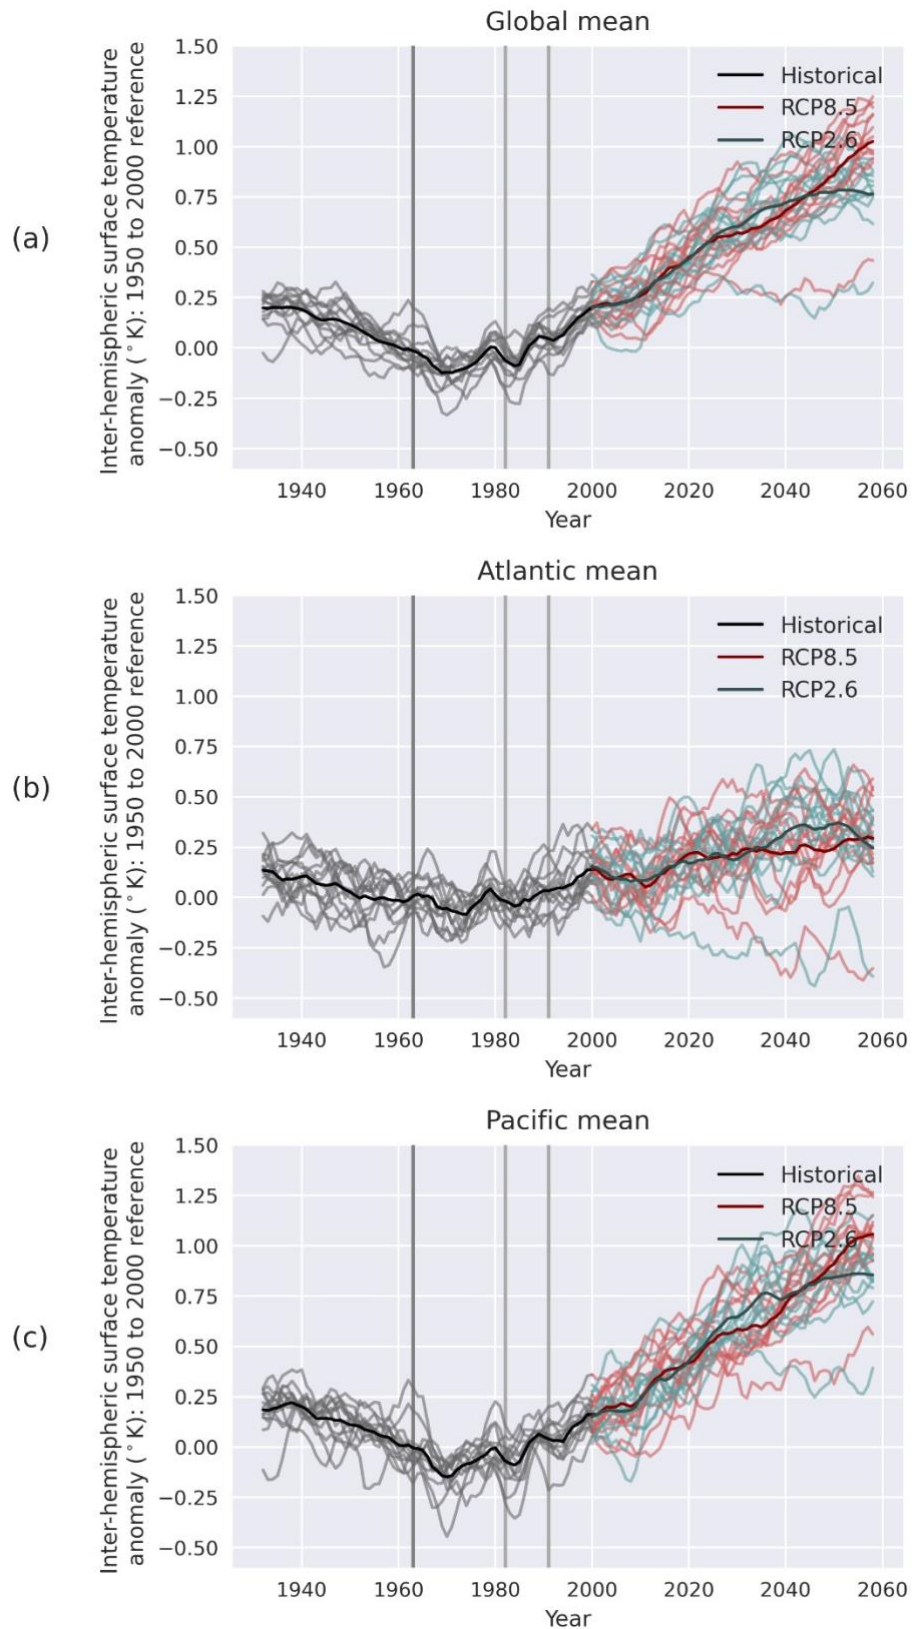 Global mean
Inter-hemispheric surface temperature
anomaly (°K): 1950 to 2000 reference
1.50
1.25
1.00
0.75
0.50
0.25
0.00
−0.25
−0.50
Historical
RCP8.5
RCP2.6
(a)
1940 1960 1980 2000 2020 2040 2060
Year
Atlantic mean
Inter-hemispheric surface temperature
anomaly (°K): 1950 to 2000 reference
1.50
1.25
1.00
0.75
0.50
0.25
0.00
−0.25
−0.50
Historical
RCP8.5
RCP2.6
(b)
1940 1960 1980 2000 2020 2040 2060
Year
Pacific mean
Inter-hemispheric surface temperature
anomaly (°K): 1950 to 2000 reference
1.50
1.25
1.00
0.75
0.50
0.25
0.00
−0.25
−0.50
Historical
RCP8.5
RCP2.6
(c)
1940 1960 1980 2000 2020 2040 2060
Year